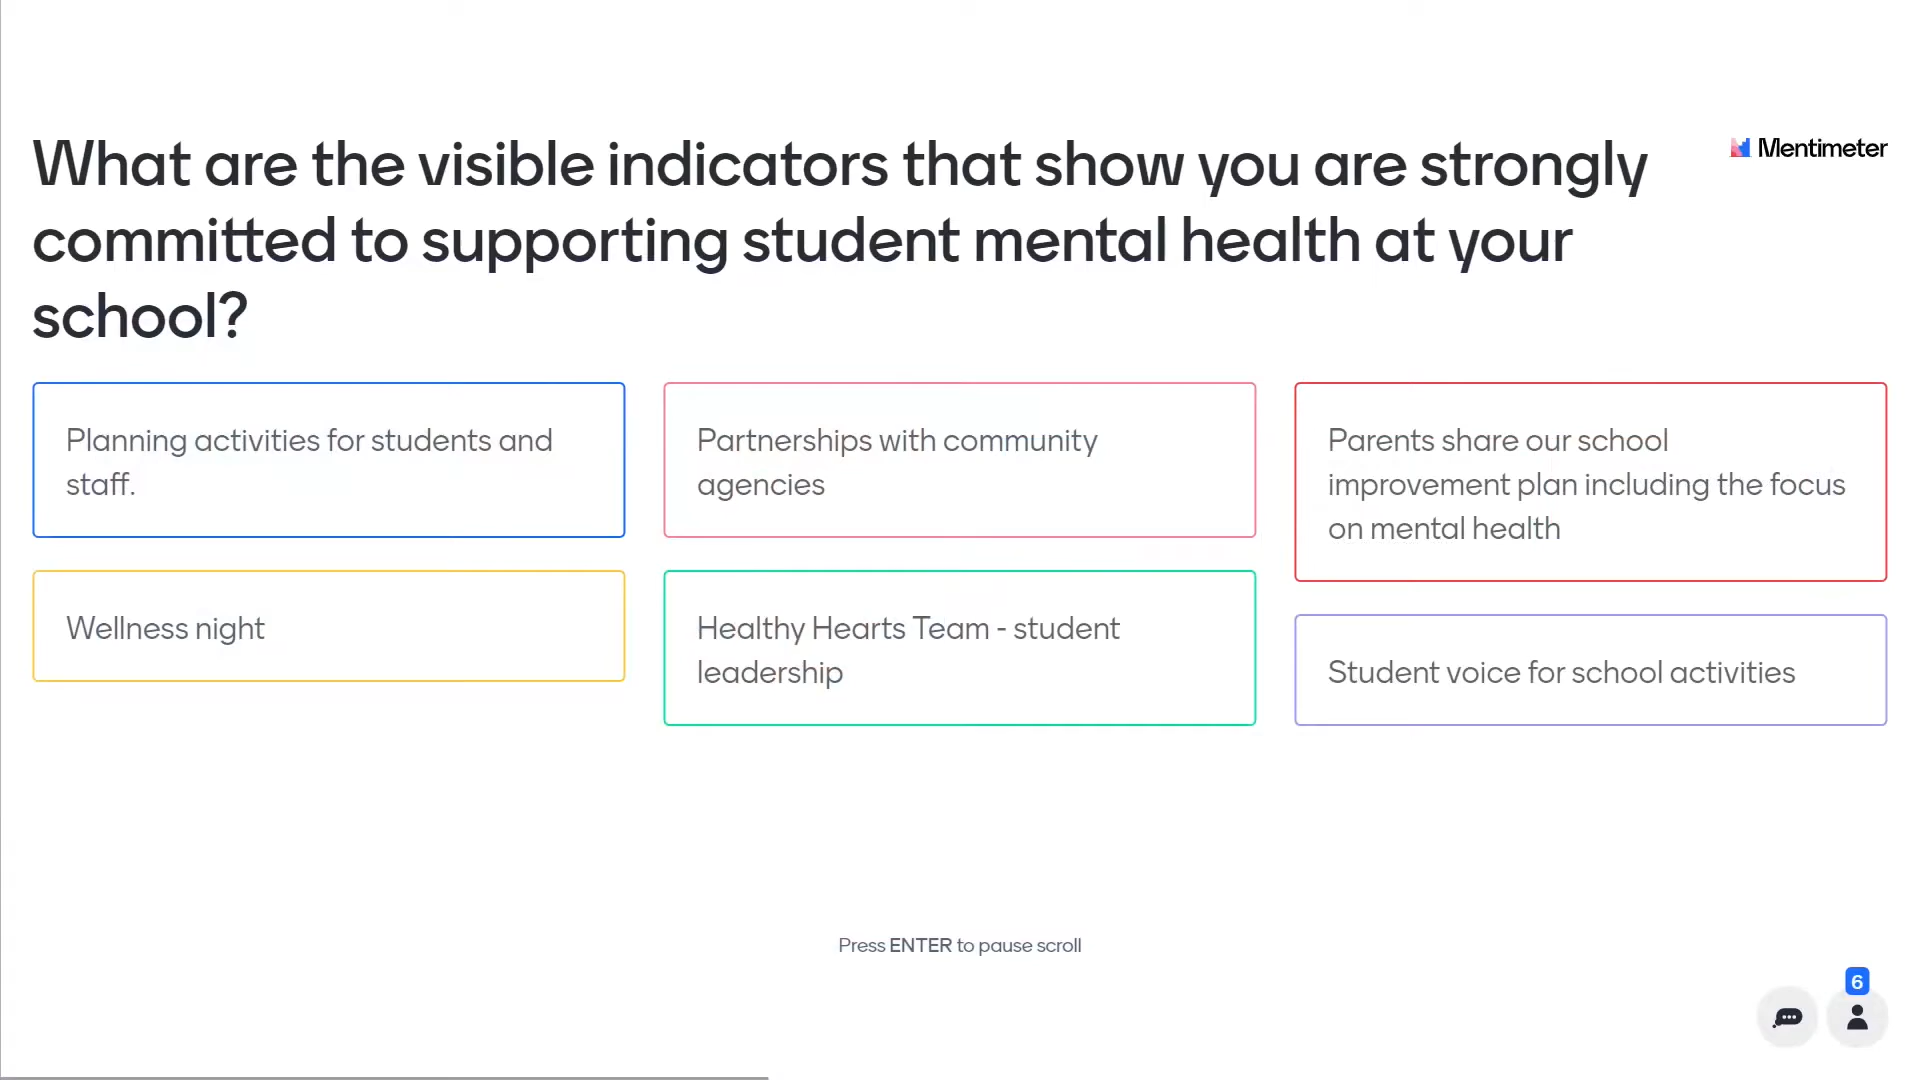 What are the visible indicators that show you are strongly
committed to supporting student mental health at your
school?
Mentimeter
Planning activities for students and
staff.
Partnerships with community
agencies
Parents share our school
improvement plan including the focus
on mental health
Wellness night
Healthy Hearts Team - student
leadership
Student voice for school activities
Press ENTER to pause scroll
6